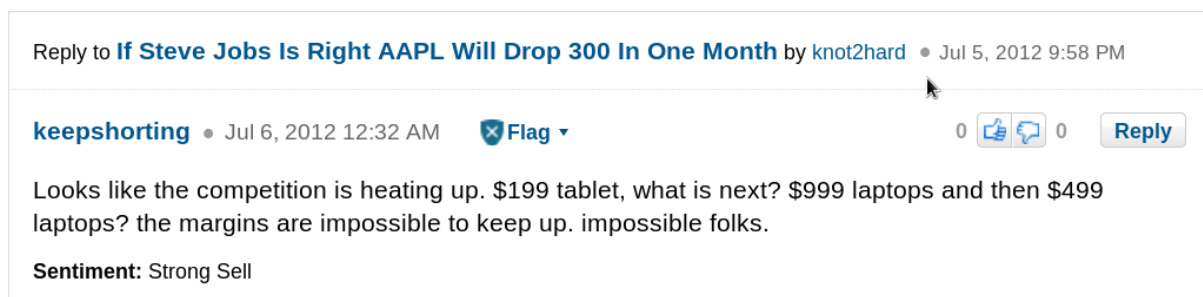 Reply to If Steve Jobs Is Right AAPL Will Drop 300 In One Month by knot2hard • Jul 5, 2012 9:58 PM
keepshorting • Jul 6, 2012 12:32 AM Flag 0 0 Reply
Looks like the competition is heating up. $199 tablet, what is next? $999 laptops and then $499
laptops? the margins are impossible to keep up. impossible folks.
Sentiment: Strong Sell